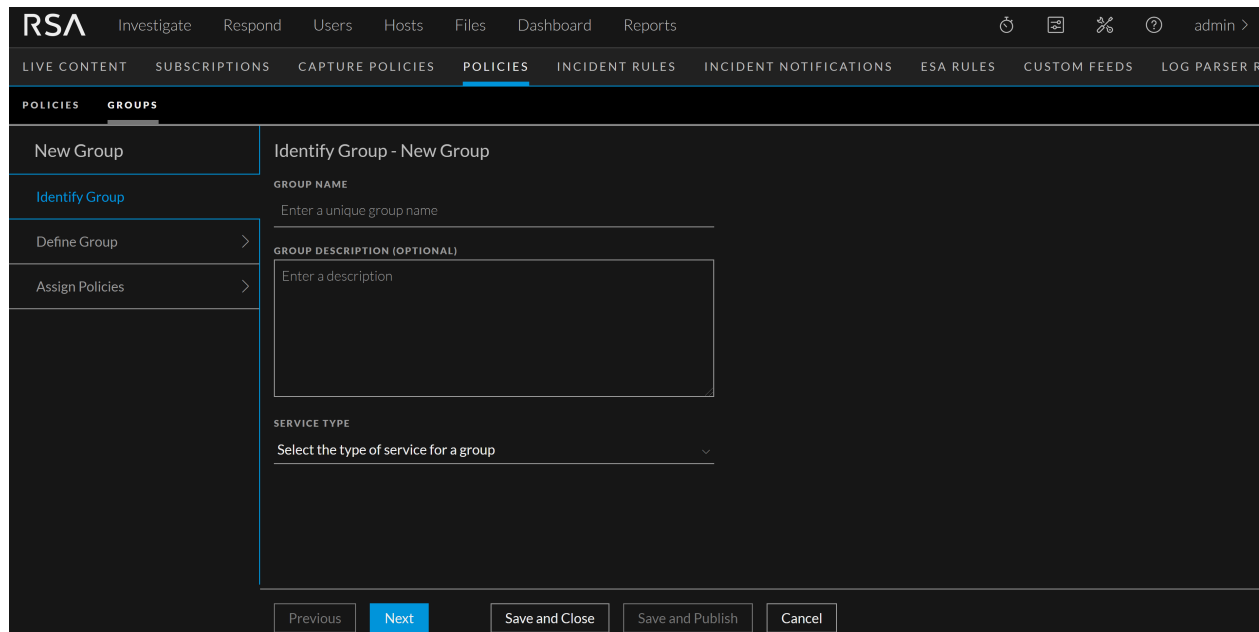 RSA Investigate Respond Users Hosts Files Dashboard Reports admin >
LIVE CONTENT SUBSCRIPTIONS CAPTURE POLICIES POLICIES INCIDENT RULES INCIDENT NOTIFICATIONS ESA RULES CUSTOM FEEDS LOG PARSER R
POLICIES GROUPS
New Group
Identify Group
Define Group
Assign Policies
Identify Group - New Group
GROUP NAME
Enter a unique group name
GROUP DESCRIPTION (OPTIONAL)
Enter a description
SERVICE TYPE
Select the type of service for a group
Previous Next Save and Close Save and Publish Cancel